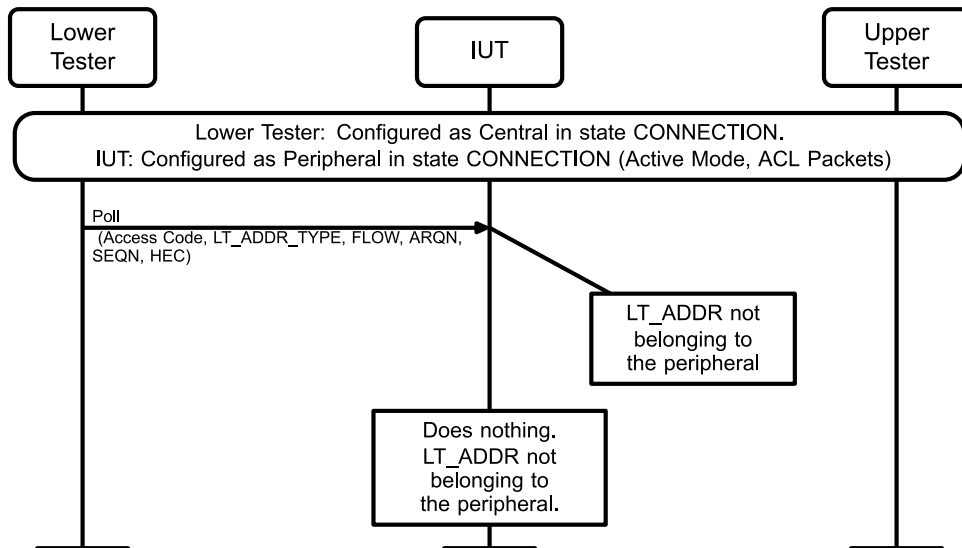 Lower
Tester
IUT
Upper
Tester
Lower Tester: Configured as Central in state CONNECTION.
IUT: Configured as Peripheral in state CONNECTION (Active Mode, ACL Packets)
Poll
(Access Code, LT_ADDR_TYPE, FLOW, ARQN,
SEQN, HEC)
LT_ADDR not
belonging to
the peripheral
Does nothing.
LT_ADDR not
belonging to
the peripheral.